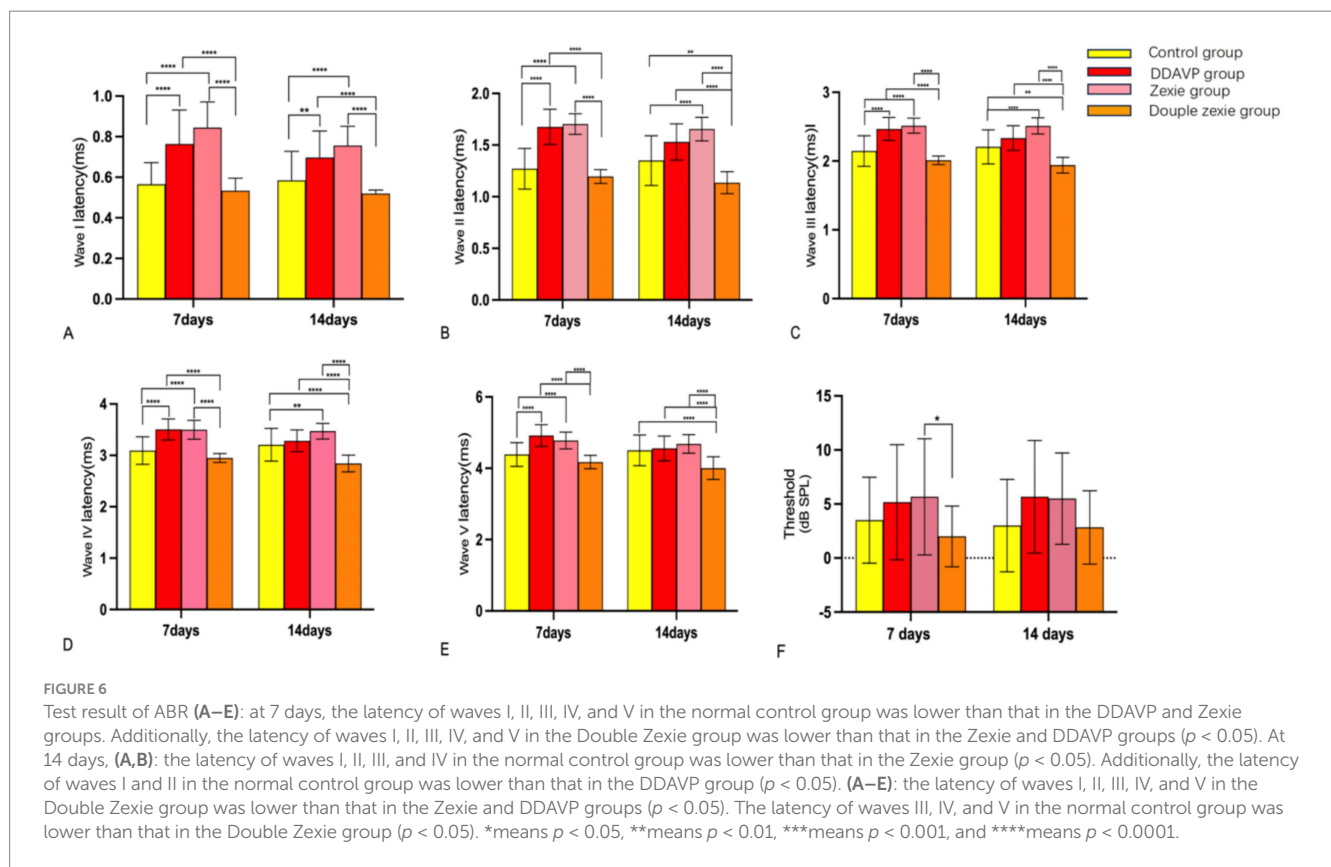 Control group
DDAVP group
Zexie group
Douple zexie group
**** **** **** **** **** ** **** ****
Wave I latency(ms)
1.0
0.8
0.6
0.4
0.2
0.0
7days 14days
A
**** **** **** **** ** **** **** ****
Wave II latency(ms)
2.0
1.5
1.0
0.5
0.0
7days 14days
B
**** **** **** **** **** **** ** ****
Wave III latency(ms)l
3
2
1
0
7days 14days
C
**** **** **** **** **** **** **** **
Wave IV latency(ms)
4
3
2
1
0
7days 14days
D
**** **** **** **** **** **** ****
Wave V latency(ms)
6
4
2
0
7days 14days
E
*
Threshold
(dB SPL)
15
10
5
0
-5
7 days 14 days
F
FIGURE 6
Test result of ABR (A–E): at 7 days, the latency of waves I, II, III, IV, and V in the normal control group was lower than that in the DDAVP and Zexie
groups. Additionally, the latency of waves I, II, III, IV, and V in the Double Zexie group was lower than that in the Zexie and DDAVP groups (p < 0.05). At
14 days, (A,B): the latency of waves I, II, III, and IV in the normal control group was lower than that in the Zexie group (p < 0.05). Additionally, the latency
of waves I and II in the normal control group was lower than that in the DDAVP group (p < 0.05). (A–E): the latency of waves I, II, III, IV, and V in the
Double Zexie group was lower than that in the Zexie and DDAVP groups (p < 0.05). The latency of waves III, IV, and V in the normal control group was
lower than that in the Double Zexie group (p < 0.05). *means p < 0.05, **means p < 0.01, ***means p < 0.001, and ****means p < 0.0001.